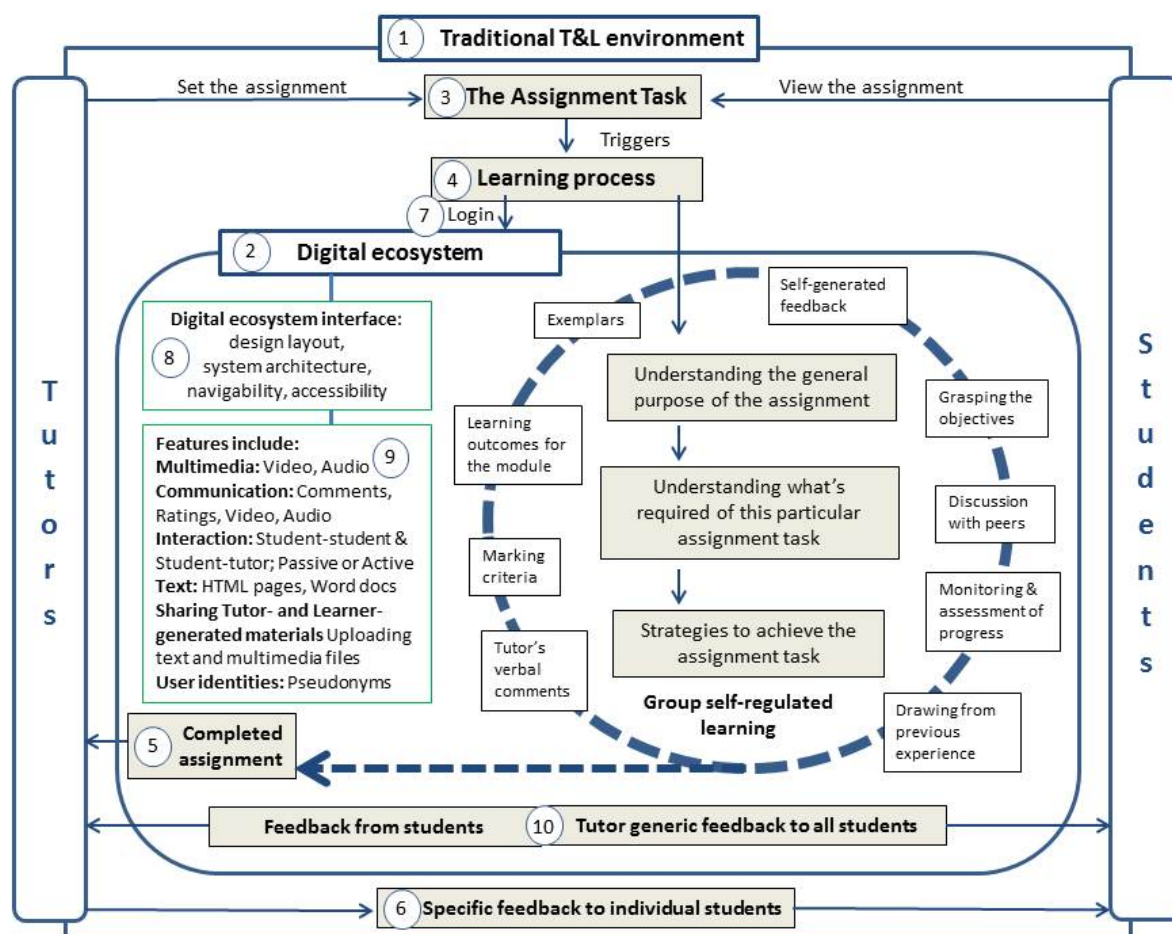 1 Traditional T&L environment
Set the assignment
3 The Assignment Task
View the assignment
Triggers
4 Learning process
7 Login
2 Digital ecosystem
Tutors
Students
Digital ecosystem interface:
8 design layout,
system architecture,
navigability, accessibility
Features include:
Multimedia: Video, Audio 9
Communication: Comments,
Ratings, Video, Audio
Interaction: Student-student &
Student-tutor; Passive or Active
Text: HTML pages, Word docs
Sharing Tutor- and Learner-
generated materials Uploading
text and multimedia files
User identities: Pseudonyms
Exemplars
Learning
outcomes for
the module
Marking
criteria
Tutor's
verbal
comments
Understanding the general
purpose of the assignment
Understanding what's
required of this particular
assignment task
Strategies to achieve the
assignment task
Group self-regulated
learning
Self-generated
feedback
Grasping the
objectives
Discussion
with peers
Monitoring &
assessment of
progress
Drawing from
previous
experience
5 Completed
assignment
Feedback from students
10 Tutor generic feedback to all students
6 Specific feedback to individual students